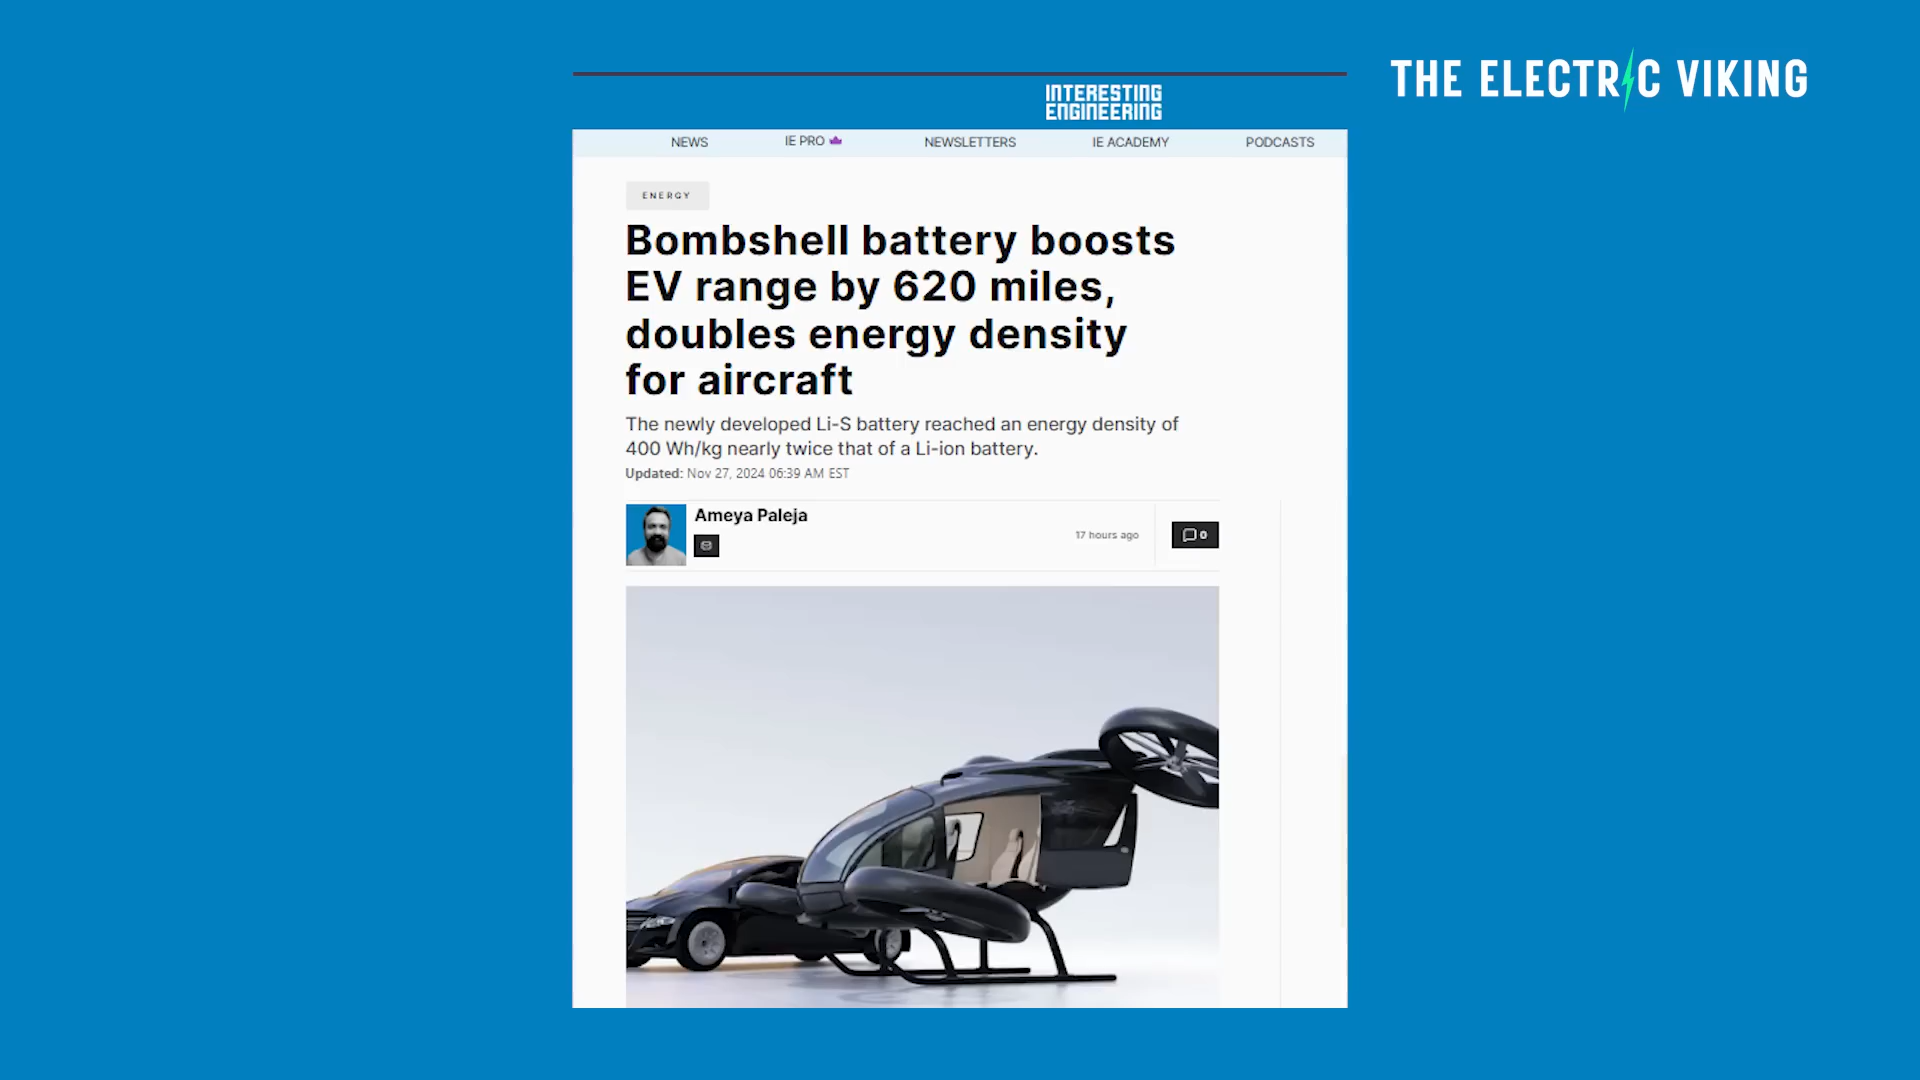 THE ELECTRIC VIKING
INTERESTING
ENGINEERING
NEWS IE PRO NEWSLETTERS IE ACADEMY PODCASTS
ENERGY
Bombshell battery boosts
EV range by 620 miles,
doubles energy density
for aircraft
The newly developed Li-S battery reached an energy density of
400 Wh/kg nearly twice that of a Li-ion battery.
Updated: Nov 27, 2024 06:39 AM EST
Ameya Paleja
17 hours ago
0